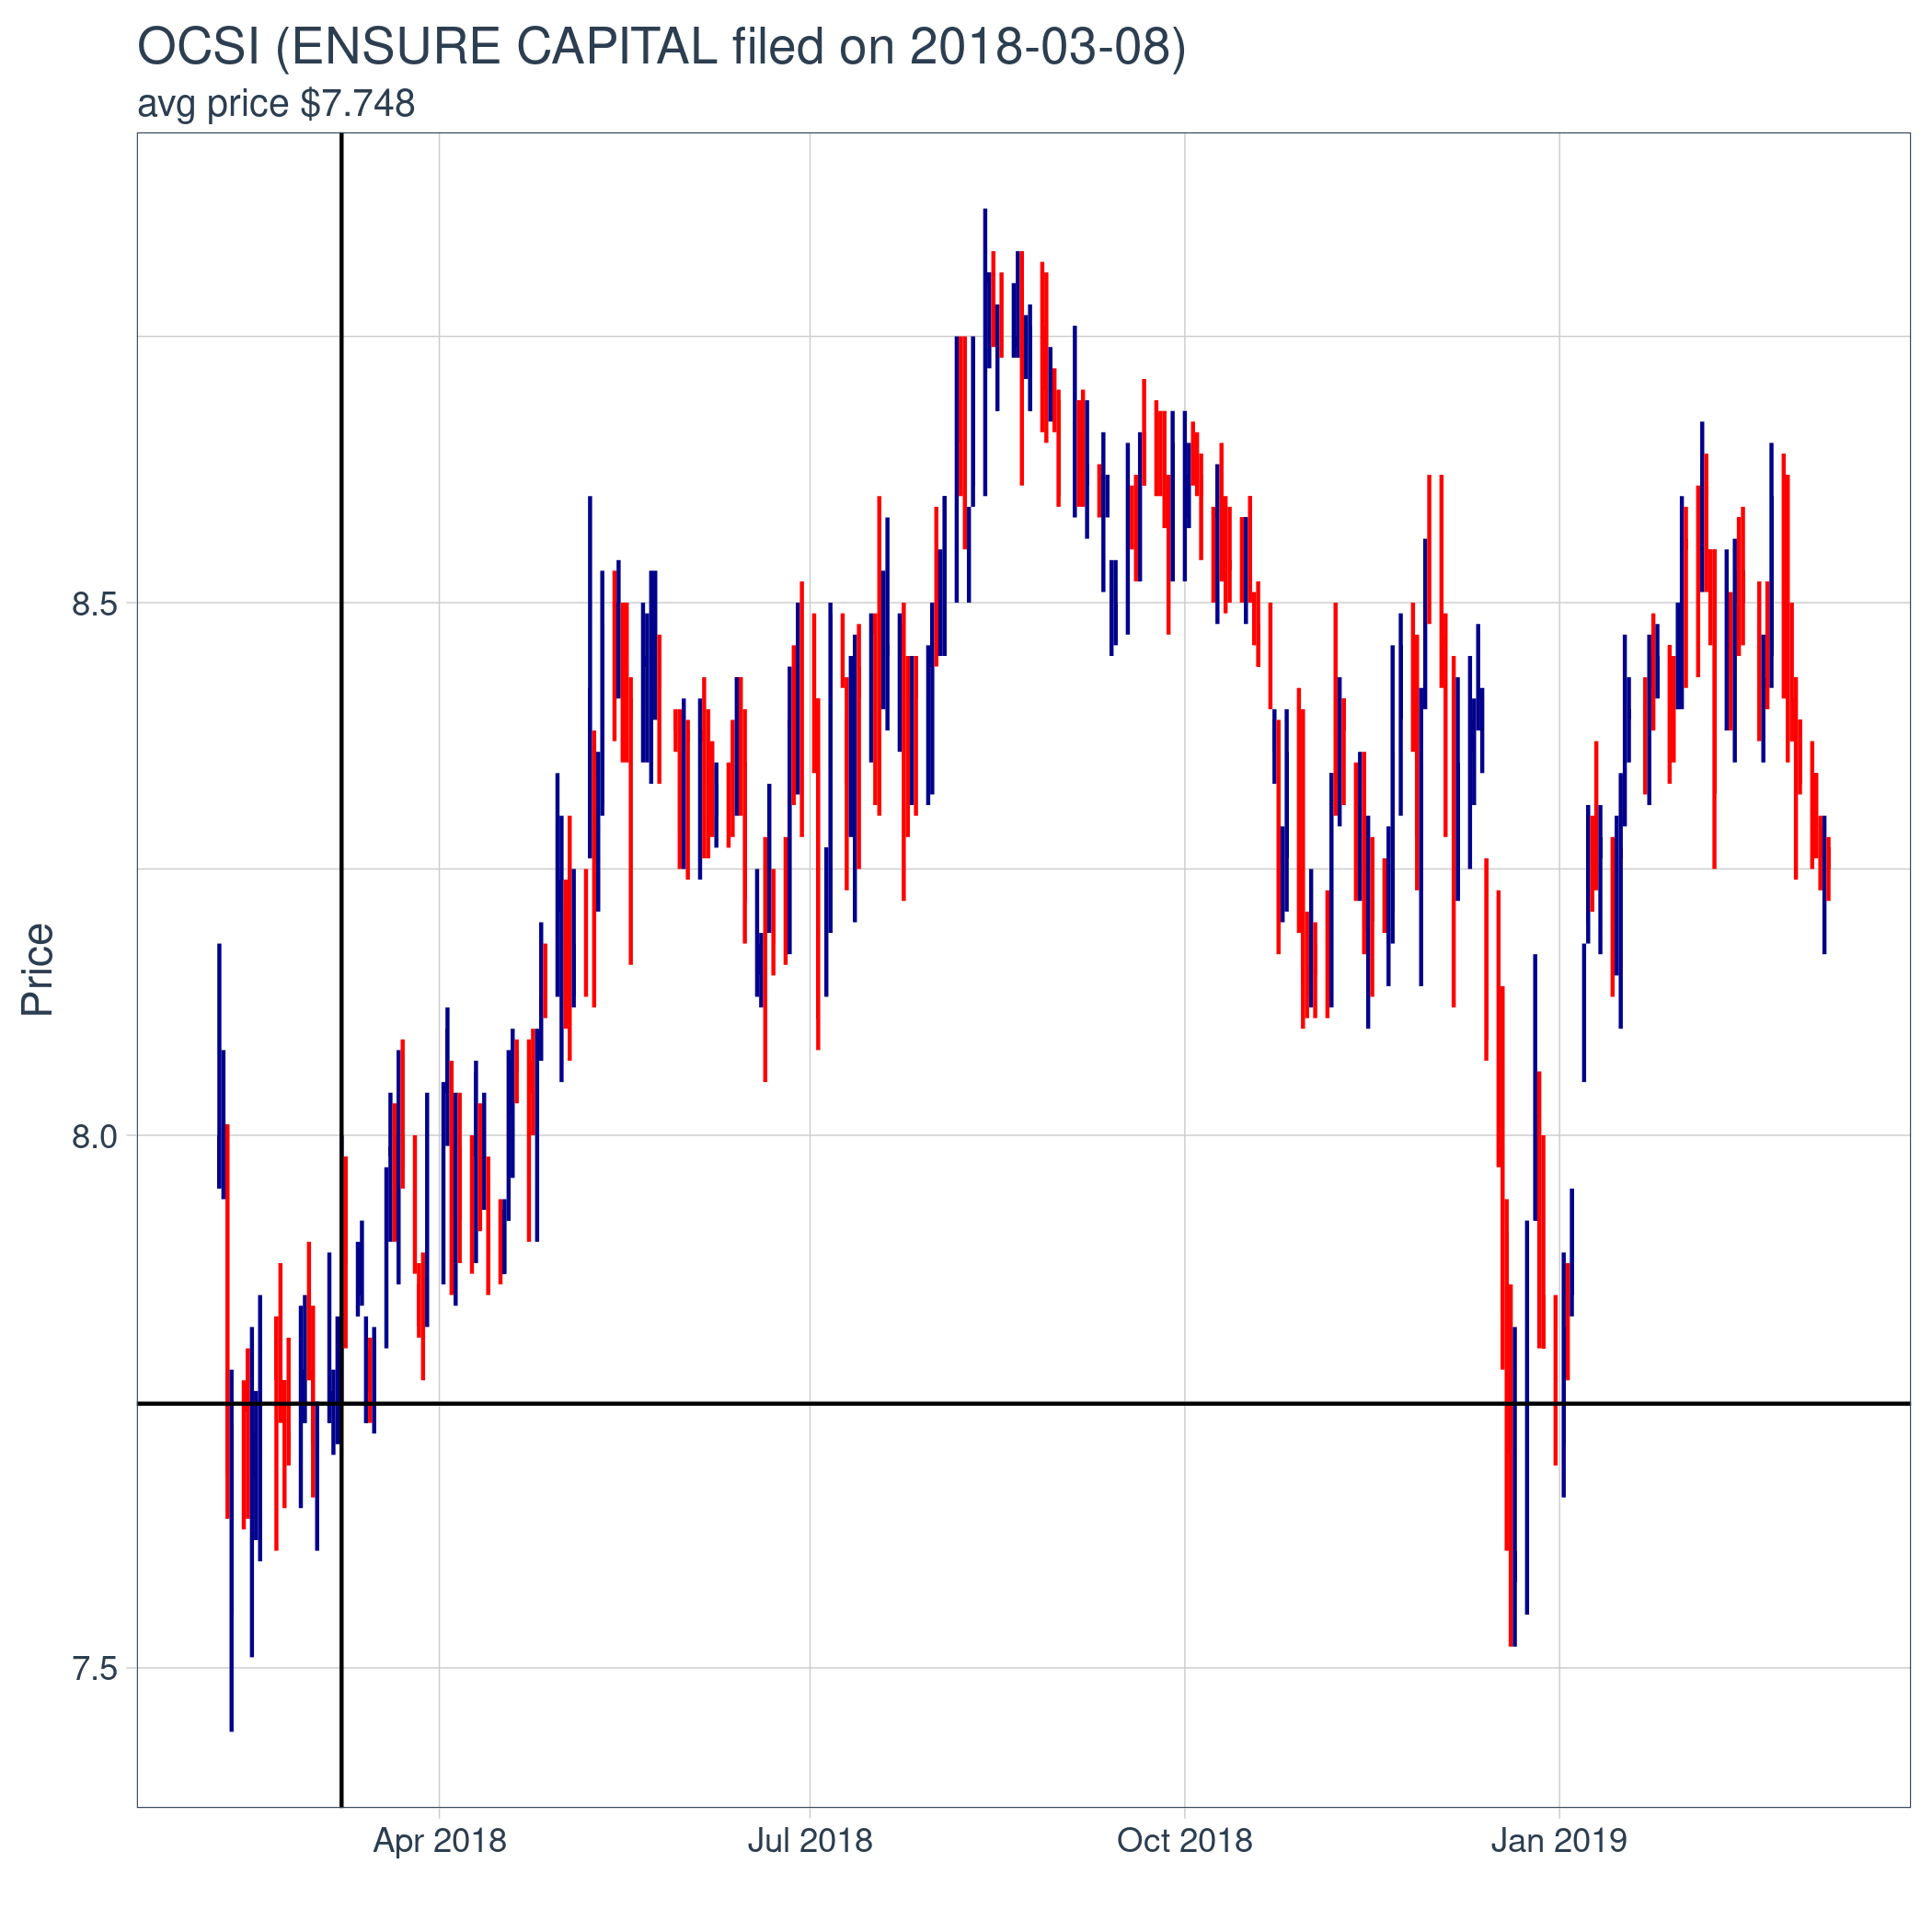 OCSI (ENSURE CAPITAL filed on 2018-03-08)
avg price $7.748
Price
8.5
8.0
7.5
Apr 2018
Jul 2018
Oct 2018
Jan 2019